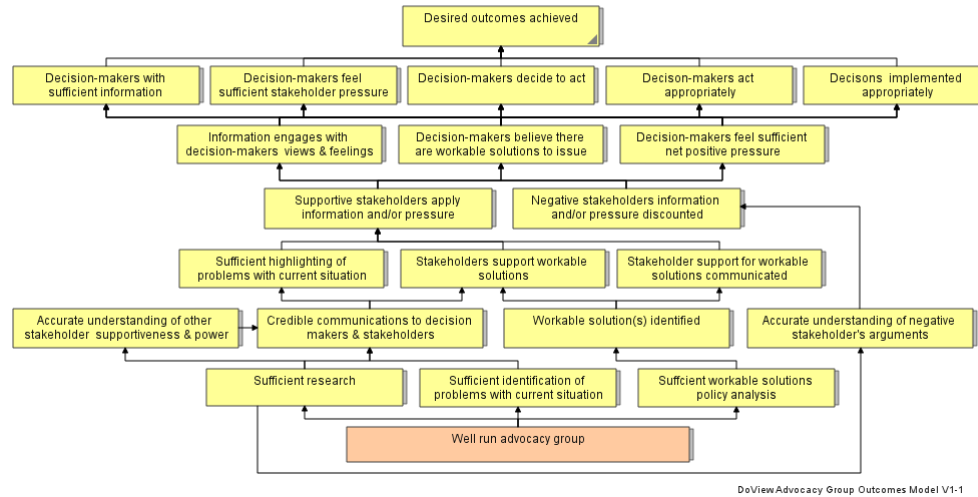 Desired outcomes achieved
Decision-makers with
sufficient information
Decision-makers feel
sufficient stakeholder pressure
Decision-makers decide to act
Decison-makers act
appropriately
Decisons implemented
appropriately
Information engages with
decision-makers views & feelings
Decision-makers believe there
are workable solutions to issue
Decision-makers feel sufficient
net positive pressure
Supportive stakeholders apply
information and/or pressure
Negative stakeholders information
and/or pressure discounted
Sufficient highlighting of
problems with current situation
Stakeholders support workable
solutions
Stakeholder support for workable
solutions communicated
Accurate understanding of other
stakeholder supportiveness & power
Credible communications to decision
makers & stakeholders
Workable solution(s) identified
Accurate understanding of negative
stakeholder's arguments
Sufficient research
Sufficient identification of
problems with current situation
Suffcient workable solutions
policy analysis
Well run advocacy group
DoView Advocacy Group Outcomes Model V1-1